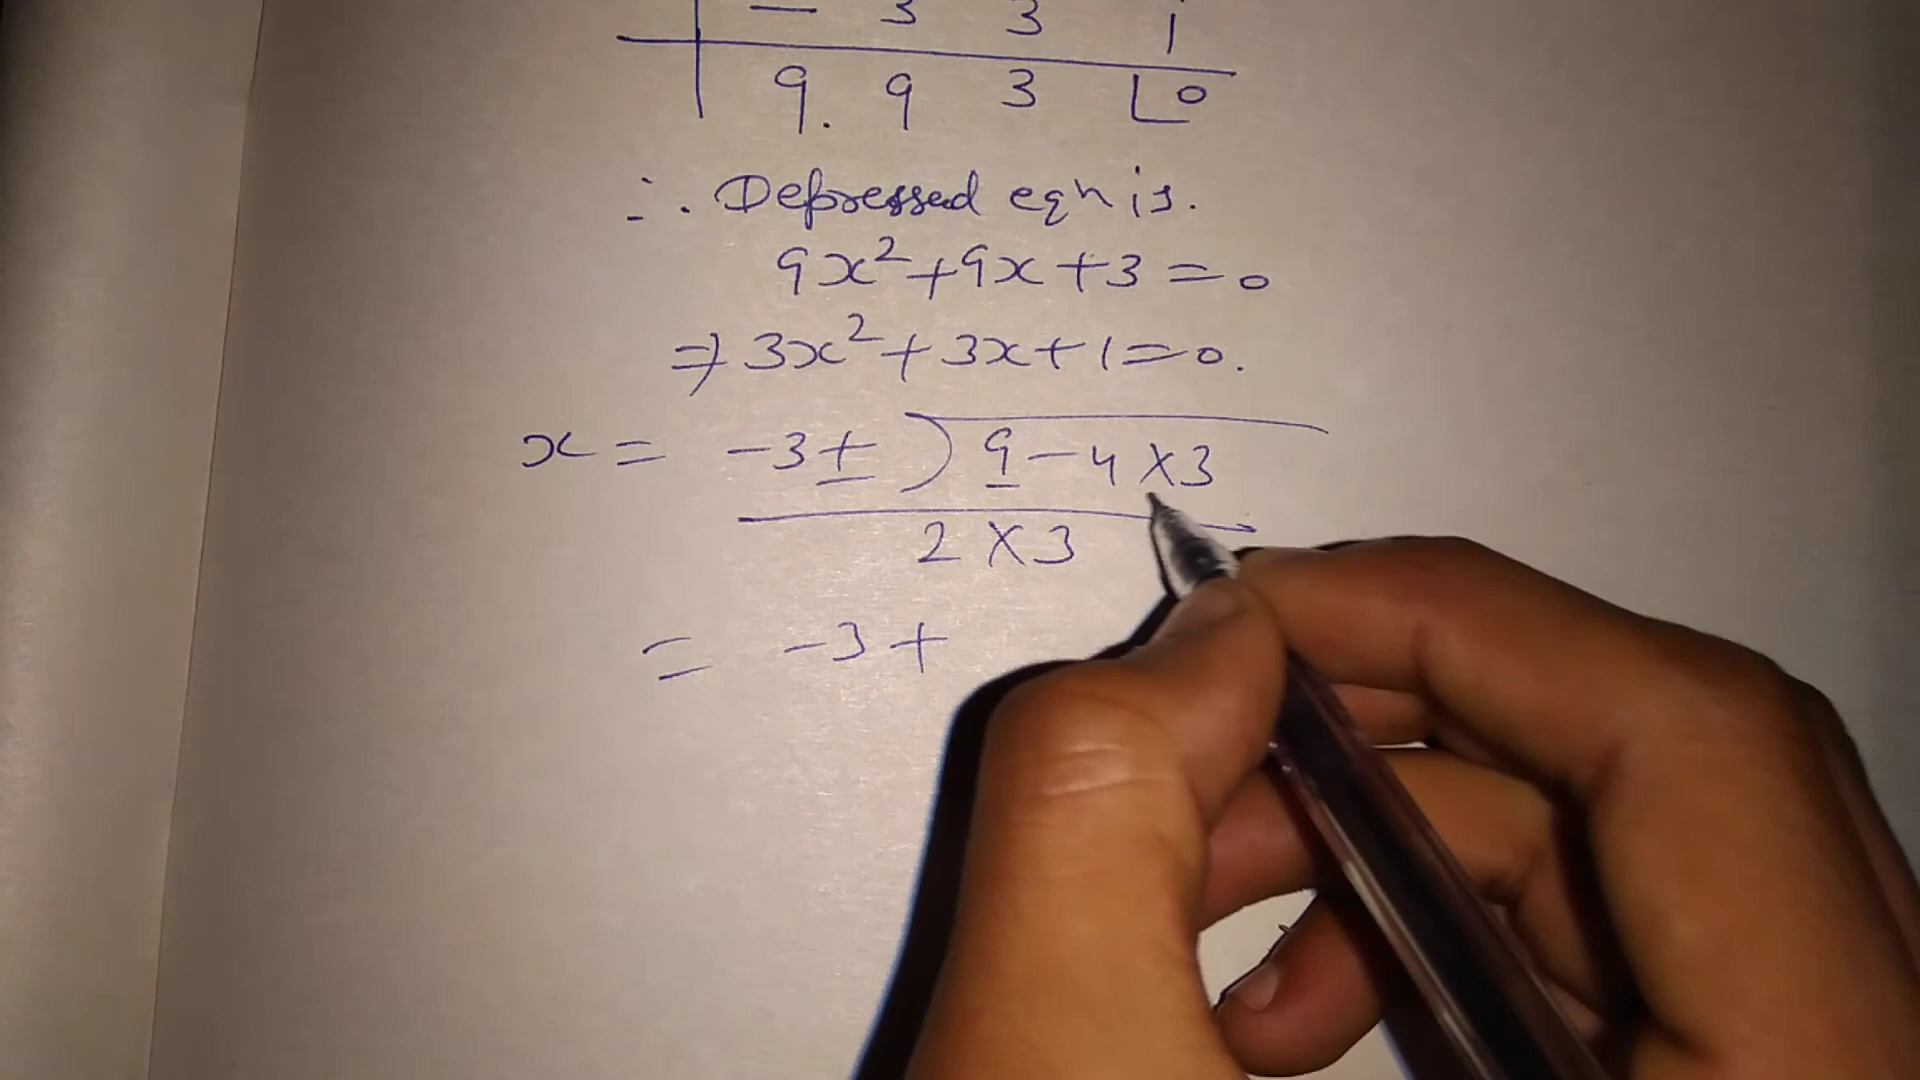 — 3 3 1
9. 9 3 0
∴ Depressed eqn is.
9x² + 9x + 3 = 0
⇒ 3x² + 3x + 1 = 0.
x = -3 ± √(9 - 4 × 3)
2 × 3
= -3 +